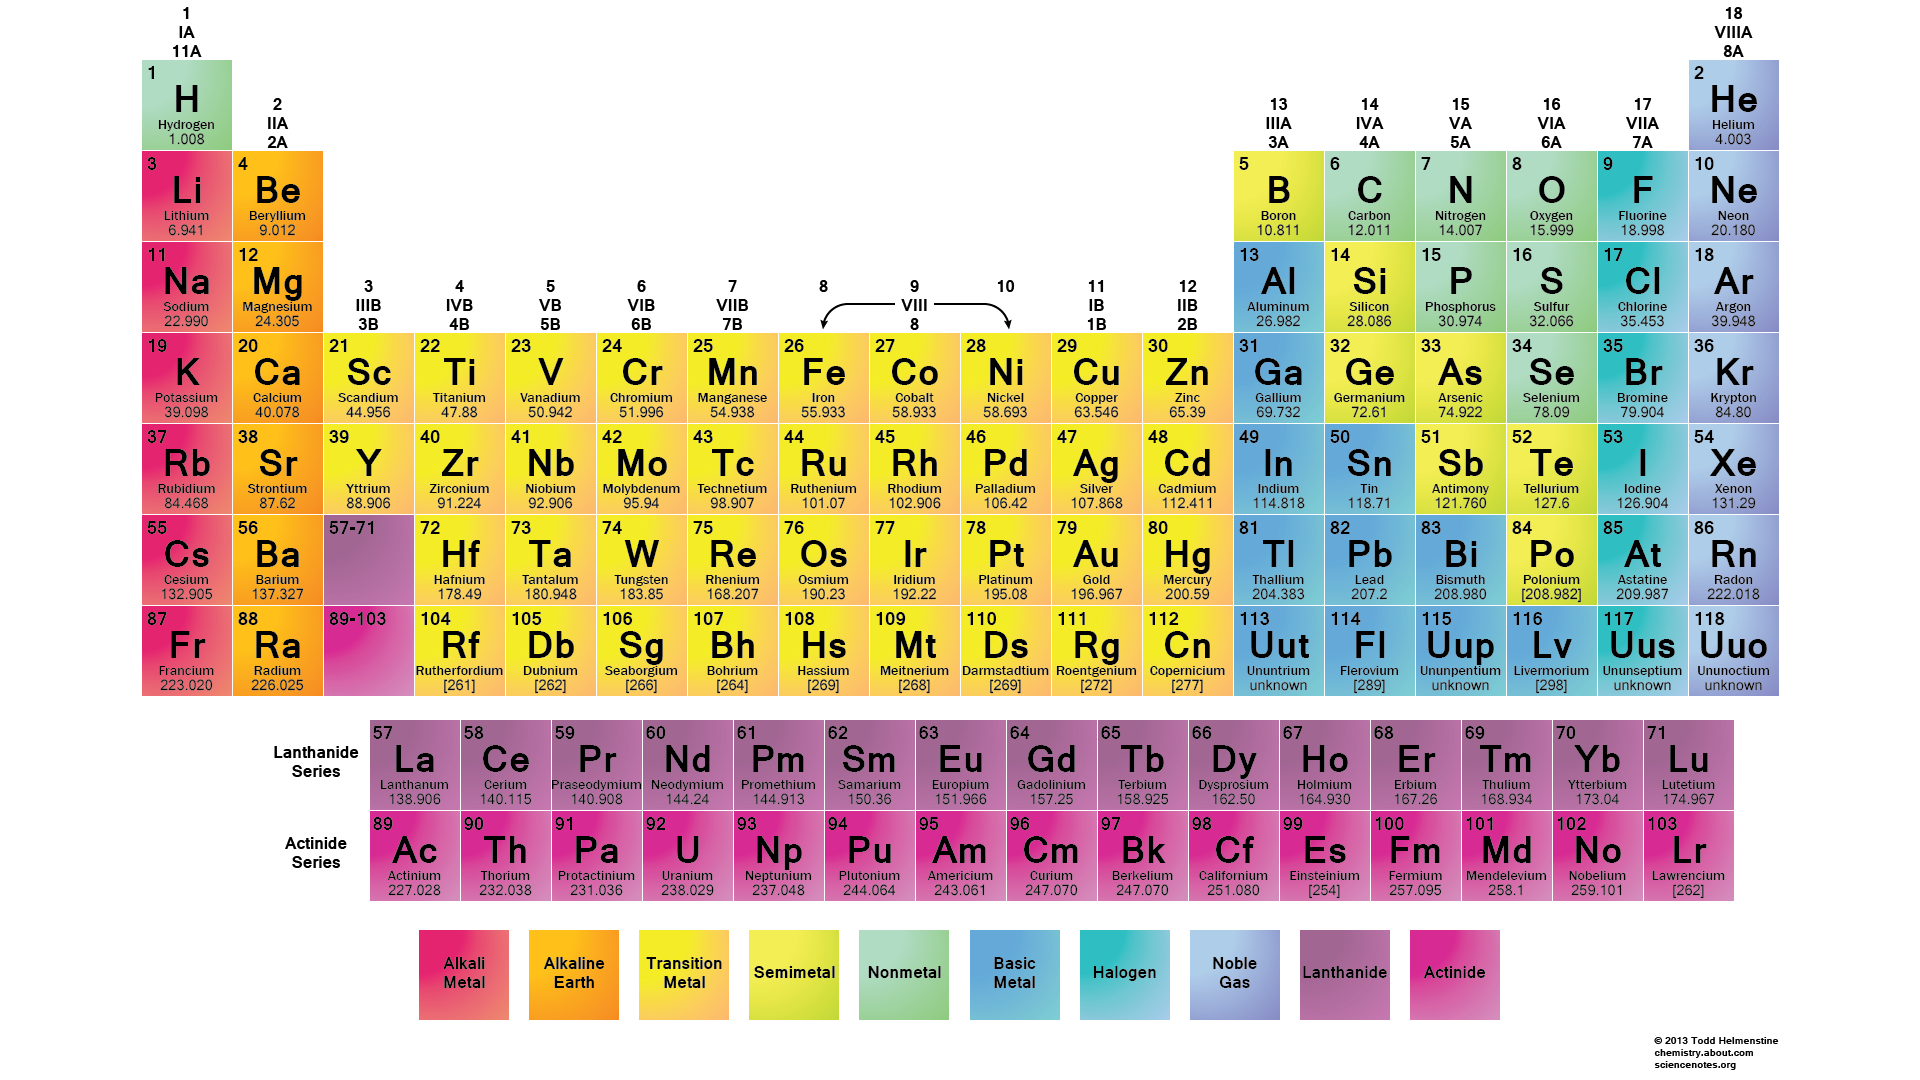 1
IA
11A
18
VIIIA
8A
1
H
Hydrogen
1.008
2
IIA
2A
13
IIIA
3A
14
IVA
4A
15
VA
5A
16
VIA
6A
17
VIIA
7A
2
He
Helium
4.003
3
Li
Lithium
6.941
4
Be
Beryllium
9.012
5
B
Boron
10.811
6
C
Carbon
12.011
7
N
Nitrogen
14.007
8
O
Oxygen
15.999
9
F
Fluorine
18.998
10
Ne
Neon
20.180
11
Na
Sodium
22.990
12
Mg
Magnesium
24.305
3
IIIB
3B
4
IVB
4B
5
VB
5B
6
VIB
6B
7
VIIB
7B
8
9
VIII
8
10
11
IB
1B
12
IIB
2B
13
Al
Aluminum
26.982
14
Si
Silicon
28.086
15
P
Phosphorus
30.974
16
S
Sulfur
32.066
17
Cl
Chlorine
35.453
18
Ar
Argon
39.948
19
K
Potassium
39.098
20
Ca
Calcium
40.078
21
Sc
Scandium
44.956
22
Ti
Titanium
47.88
23
V
Vanadium
50.942
24
Cr
Chromium
51.996
25
Mn
Manganese
54.938
26
Fe
Iron
55.933
27
Co
Cobalt
58.933
28
Ni
Nickel
58.693
29
Cu
Copper
63.546
30
Zn
Zinc
65.39
31
Ga
Gallium
69.732
32
Ge
Germanium
72.61
33
As
Arsenic
74.922
34
Se
Selenium
78.09
35
Br
Bromine
79.904
36
Kr
Krypton
84.80
37
Rb
Rubidium
84.468
38
Sr
Strontium
87.62
39
Y
Yttrium
88.906
40
Zr
Zirconium
91.224
41
Nb
Niobium
92.906
42
Mo
Molybdenum
95.94
43
Tc
Technetium
98.907
44
Ru
Ruthenium
101.07
45
Rh
Rhodium
102.906
46
Pd
Palladium
106.42
47
Ag
Silver
107.868
48
Cd
Cadmium
112.411
49
In
Indium
114.818
50
Sn
Tin
118.71
51
Sb
Antimony
121.760
52
Te
Tellurium
127.6
53
I
Iodine
126.904
54
Xe
Xenon
131.29
55
Cs
Cesium
132.905
56
Ba
Barium
137.327
57-71
72
Hf
Hafnium
178.49
73
Ta
Tantalum
180.948
74
W
Tungsten
183.85
75
Re
Rhenium
168.207
76
Os
Osmium
190.23
77
Ir
Iridium
192.22
78
Pt
Platinum
195.08
79
Au
Gold
196.967
80
Hg
Mercury
200.59
81
Tl
Thallium
204.383
82
Pb
Lead
207.2
83
Bi
Bismuth
208.980
84
Po
Polonium
[208.982]
85
At
Astatine
209.987
86
Rn
Radon
222.018
87
Fr
Francium
223.020
88
Ra
Radium
226.025
89-103
104
Rf
Rutherfordium
[261]
105
Db
Dubnium
[262]
106
Sg
Seaborgium
[266]
107
Bh
Bohrium
[264]
108
Hs
Hassium
[269]
109
Mt
Meitnerium
[268]
110
Ds
Darmstadtium
[269]
111
Rg
Roentgenium
[272]
112
Cn
Copernicium
[277]
113
Uut
Ununtrium
unknown
114
Fl
Flerovium
[289]
115
Uup
Ununpentium
unknown
116
Lv
Livermorium
[298]
117
Uus
Ununseptium
unknown
118
Uuo
Ununoctium
unknown
Lanthanide
Series
57
La
Lanthanum
138.906
58
Ce
Cerium
140.115
59
Pr
Praseodymium
140.908
60
Nd
Neodymium
144.24
61
Pm
Promethium
144.913
62
Sm
Samarium
150.36
63
Eu
Europium
151.966
64
Gd
Gadolinium
157.25
65
Tb
Terbium
158.925
66
Dy
Dysprosium
162.50
67
Ho
Holmium
164.930
68
Er
Erbium
167.26
69
Tm
Thulium
168.934
70
Yb
Ytterbium
173.04
71
Lu
Lutetium
174.967
Actinide
Series
89
Ac
Actinium
227.028
90
Th
Thorium
232.038
91
Pa
Protactinium
231.036
92
U
Uranium
238.029
93
Np
Neptunium
237.048
94
Pu
Plutonium
244.064
95
Am
Americium
243.061
96
Cm
Curium
247.070
97
Bk
Berkelium
247.070
98
Cf
Californium
251.080
99
Es
Einsteinium
[254]
100
Fm
Fermium
257.095
101
Md
Mendelevium
258.1
102
No
Nobelium
259.101
103
Lr
Lawrencium
[262]
Alkali
Metal
Alkaline
Earth
Transition
Metal
Semimetal
Nonmetal
Basic
Metal
Halogen
Noble
Gas
Lanthanide
Actinide
© 2013 Todd Helmenstine
chemistry.about.com
sciencenotes.org